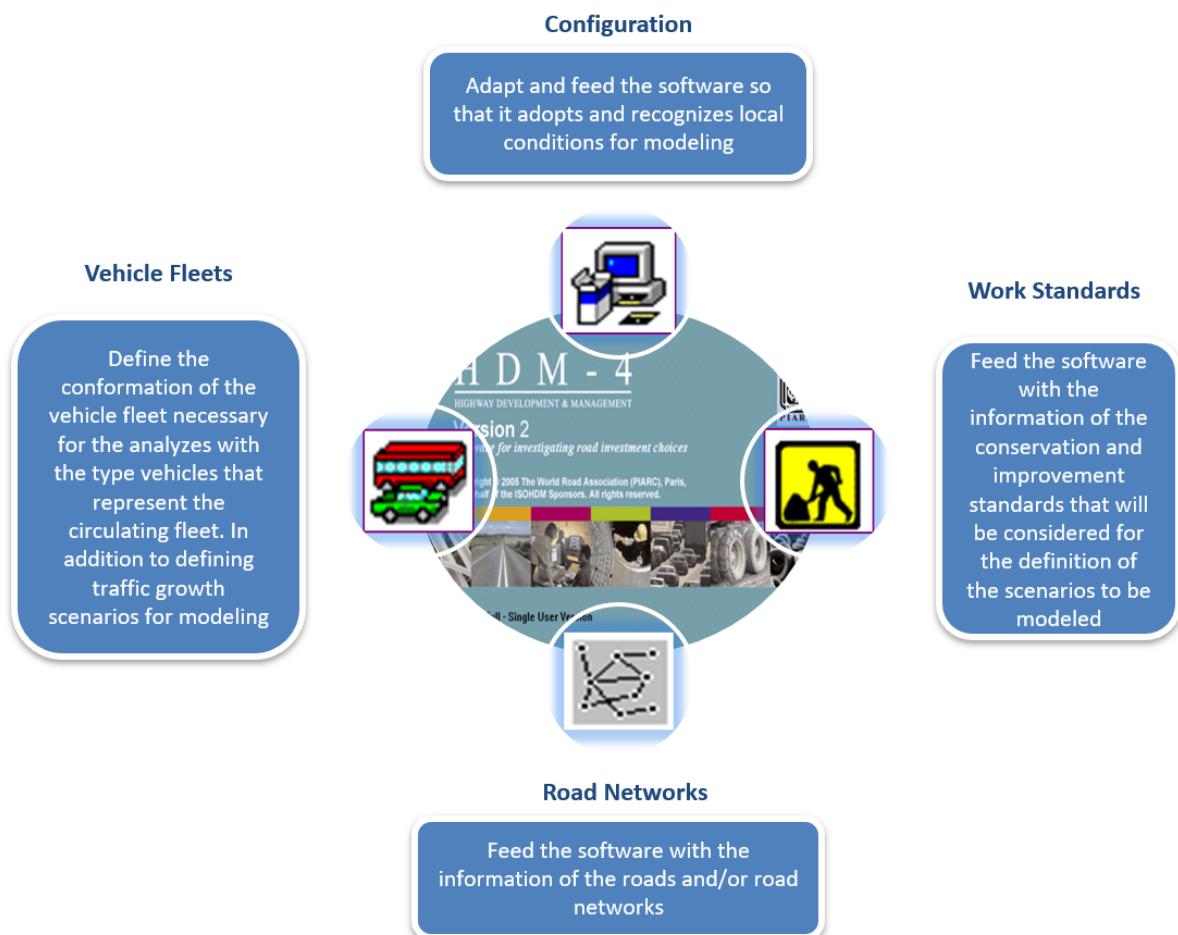 Configuration
Adapt and feed the software so
that it adopts and recognizes local
conditions for modeling
Vehicle Fleets
Define the
conformation of the
vehicle fleet necessary
for the analyzes with
the type vehicles that
represent the
circulating fleet. In
addition to defining
traffic growth
scenarios for modeling
Work Standards
Feed the software
with the
information of the
conservation and
improvement
standards that will
be considered for
the definition of
the scenarios to be
modeled
HDM-4
HIGHWAY DEVELOPMENT & MANAGEMENT
Version 2
for investigating road investment choices
2005 The World Road Association (PIARC), Paris,
of the ISOHDM Sponsors. All rights reserved.
- Single User Version
Road Networks
Feed the software with the
information of the roads and/or road
networks